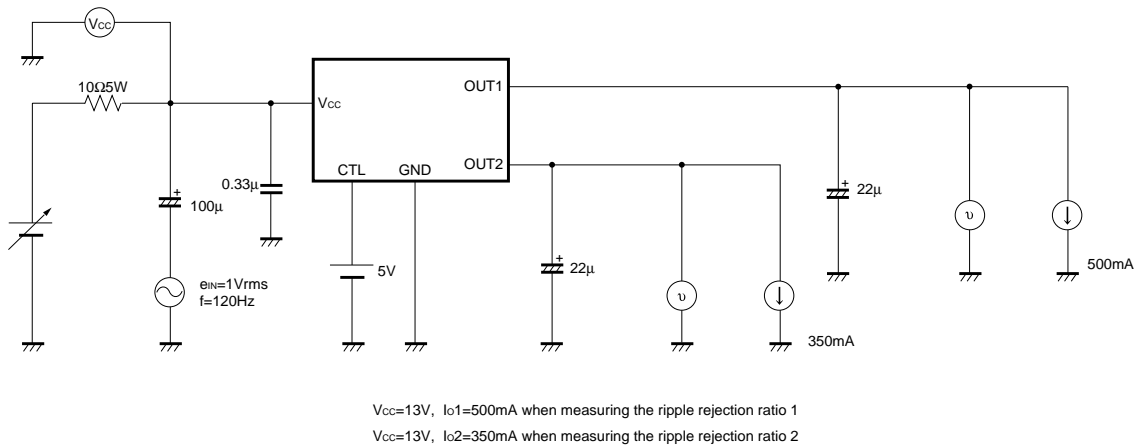 Vcc
10Ω5W
Vcc
OUT1
OUT2
CTL
GND
+
100μ
0.33μ
+
22μ
υ
500mA
5V
+
22μ
υ
350mA
eIN=1Vrms
f=120Hz
Vcc=13V, Io1=500mA when measuring the ripple rejection ratio 1
Vcc=13V, Io2=350mA when measuring the ripple rejection ratio 2